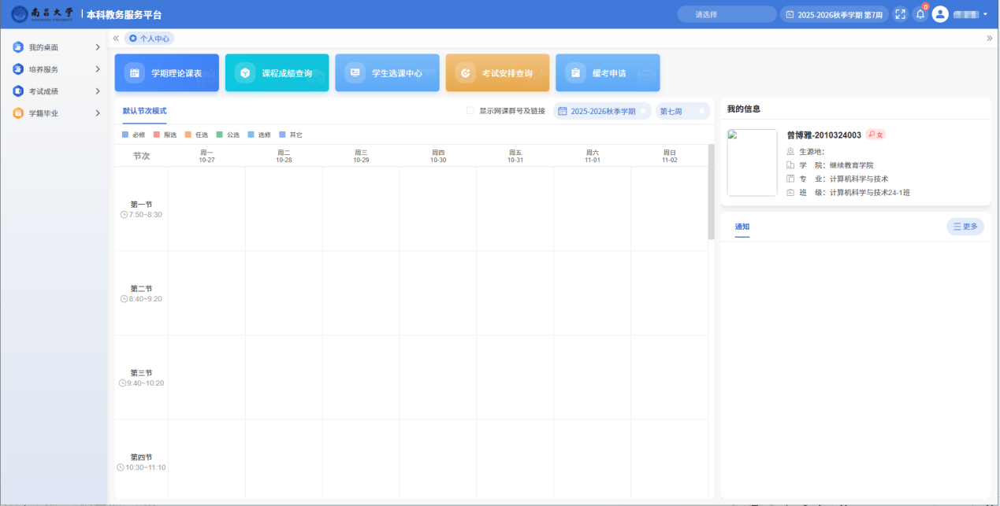 南昌大学
NANCHANG UNIVERSITY
本科教务服务平台
请选择
2025-2026秋季学期 第7周
0
我的桌面
培养服务
考试成绩
学籍毕业
个人中心
学期理论课表
课程成绩查询
学生选课中心
考试安排查询
缓考申请
默认节次模式
显示网课群号及链接
2025-2026秋季学期
第七周
必修 限选 任选 公选 选修 其它
节次 周一 周二 周三 周四 周五 周六 周日
10-27 10-28 10-29 10-30 10-31 11-01 11-02
第一节
7:50~8:30
第二节
8:40~9:20
第三节
9:40~10:20
第四节
10:30~11:10
我的信息
曾博雅-2010324003 女
生源地：
学 院：继续教育学院
专 业：计算机科学与技术
班 级：计算机科学与技术24-1班
通知
更多